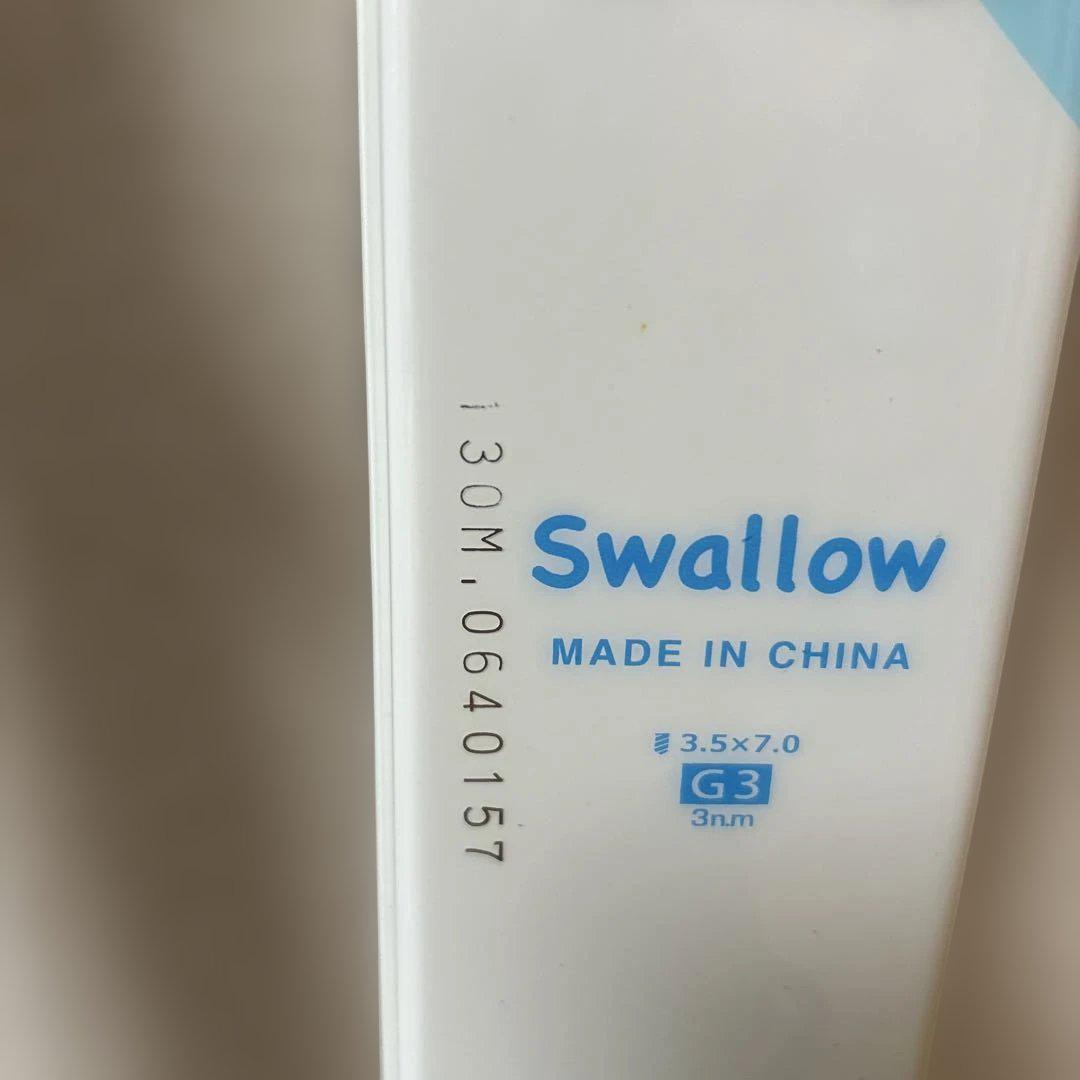 130M.0640157
Swallow
MADE IN CHINA
3.5×7.0
G3
3n.m